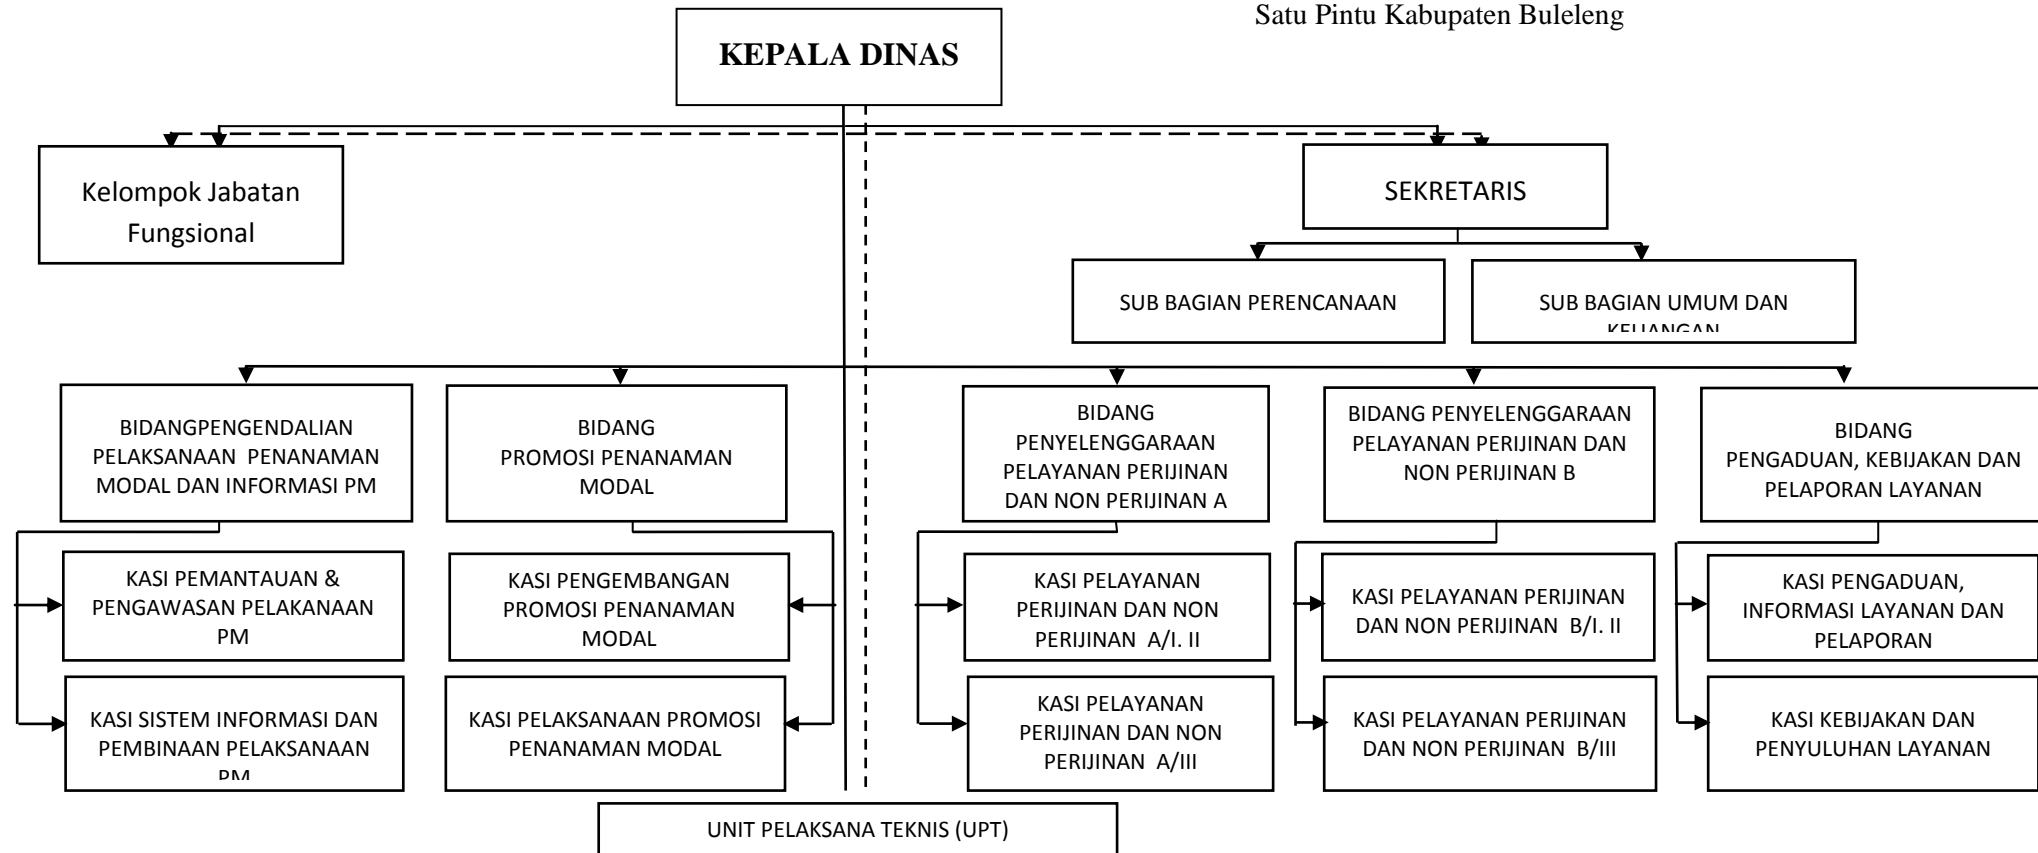 Satu Pintu Kabupaten Buleleng
KEPALA DINAS
Kelompok Jabatan
Fungsional
SEKRETARIS
SUB BAGIAN PERENCANAAN
SUB BAGIAN UMUM DAN
KEUANGAN
BIDANGPENGENDALIAN
PELAKSANAAN PENANAMAN
MODAL DAN INFORMASI PM
BIDANG
PROMOSI PENANAMAN
MODAL
BIDANG
PENYELENGGARAAN
PELAYANAN PERIJINAN
DAN NON PERIJINAN A
BIDANG PENYELENGGARAAN
PELAYANAN PERIJINAN DAN
NON PERIJINAN B
BIDANG
PENGADUAN, KEBIJAKAN DAN
PELAPORAN LAYANAN
KASI PEMANTAUAN &
PENGAWASAN PELAKANAAN
PM
KASI PENGEMBANGAN
PROMOSI PENANAMAN
MODAL
KASI PELAYANAN
PERIJINAN DAN NON
PERIJINAN A/I. II
KASI PELAYANAN PERIJINAN
DAN NON PERIJINAN B/I. II
KASI PENGADUAN,
INFORMASI LAYANAN DAN
PELAPORAN
KASI SISTEM INFORMASI DAN
PEMBINAAN PELAKSANAAN
PM
KASI PELAKSANAAN PROMOSI
PENANAMAN MODAL
KASI PELAYANAN
PERIJINAN DAN NON
PERIJINAN A/III
KASI PELAYANAN PERIJINAN
DAN NON PERIJINAN B/III
KASI KEBIJAKAN DAN
PENYULUHAN LAYANAN
UNIT PELAKSANA TEKNIS (UPT)